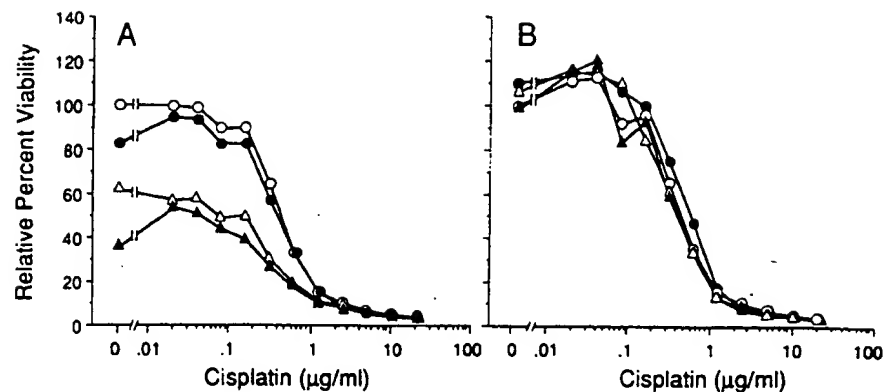 A
B
Relative Percent Viability
140
120
100
80
60
40
20
0
0 .01 .1 1 10 100
0 .01 0.1 1 10 100
Cisplatin (μg/ml)
Cisplatin (μg/ml)